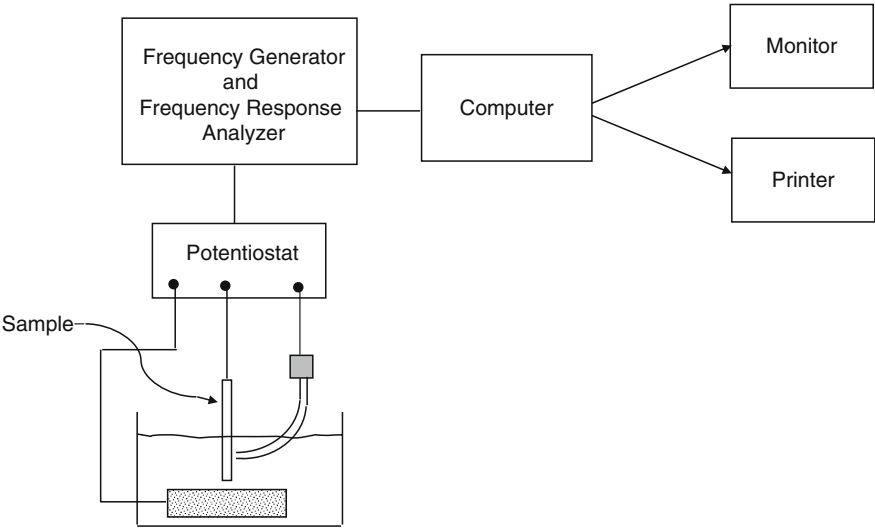 Frequency Generator
and
Frequency Response
Analyzer
Computer
Monitor
Printer
Potentiostat
Sample